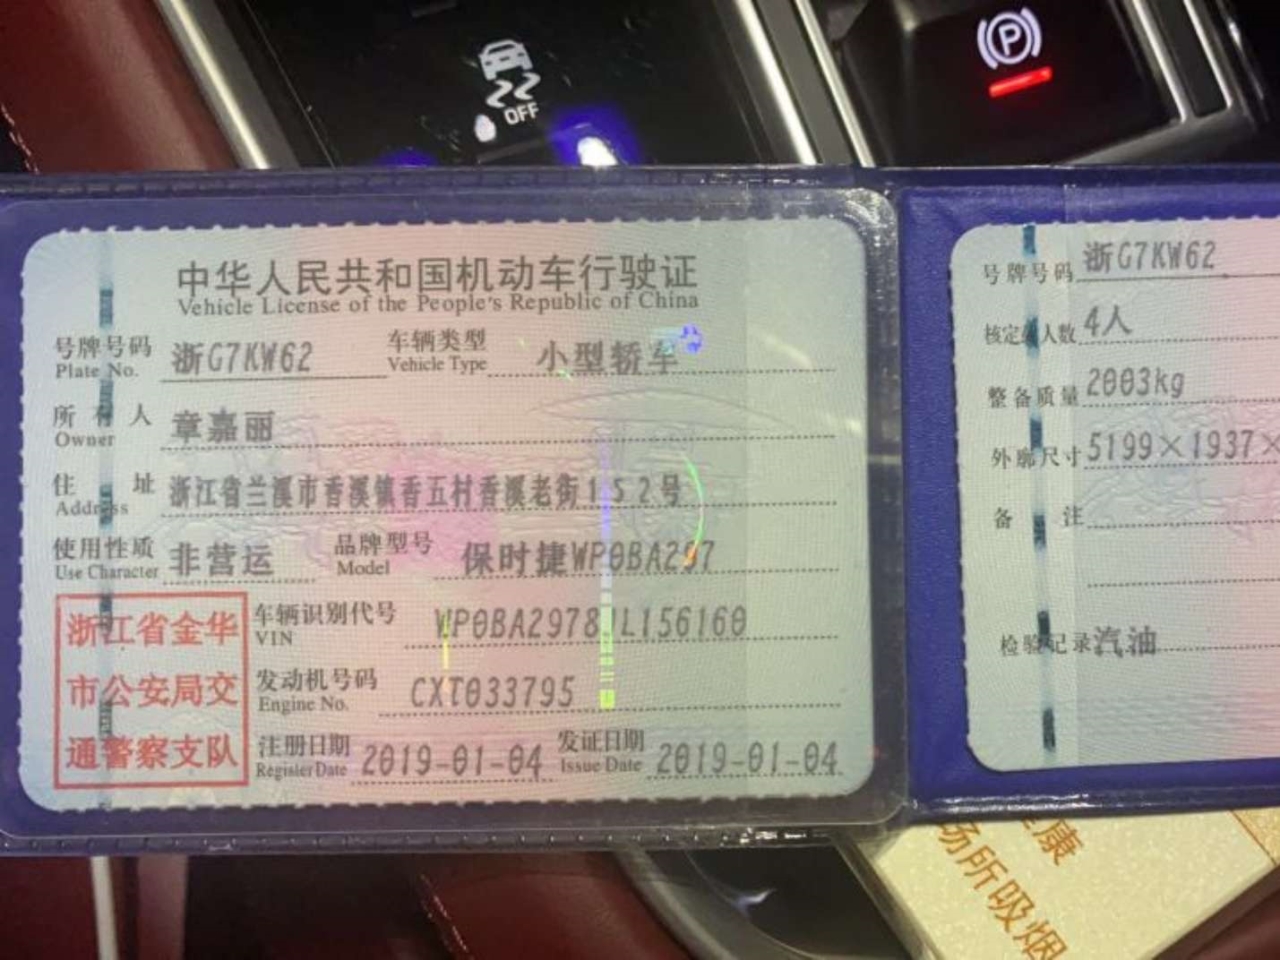 OFF
P
中华人民共和国机动车行驶证
Vehicle License of the People's Republic of China
号牌号码 浙G7KW62 车辆类型 小型轿车
Plate No. Vehicle Type
所有人 章嘉丽
Owner
住址 浙江省兰溪市香溪镇香五村香溪老街152号
Address
使用性质 非营运 品牌型号 保时捷WP0BA297
Use Character Model
浙江省金华
市公安局交
通警察支队
车辆识别代号
VIN
发动机号码 CXT033795
Engine No.
注册日期 2019-01-04 发证日期 2019-01-04
Register Date Issue Date
号牌号码 浙G7KW62
核定载人数 4人
整备质量 2003kg
外廓尺寸 5199×1937×
备注
检验记录 汽油
康
场所吸烟